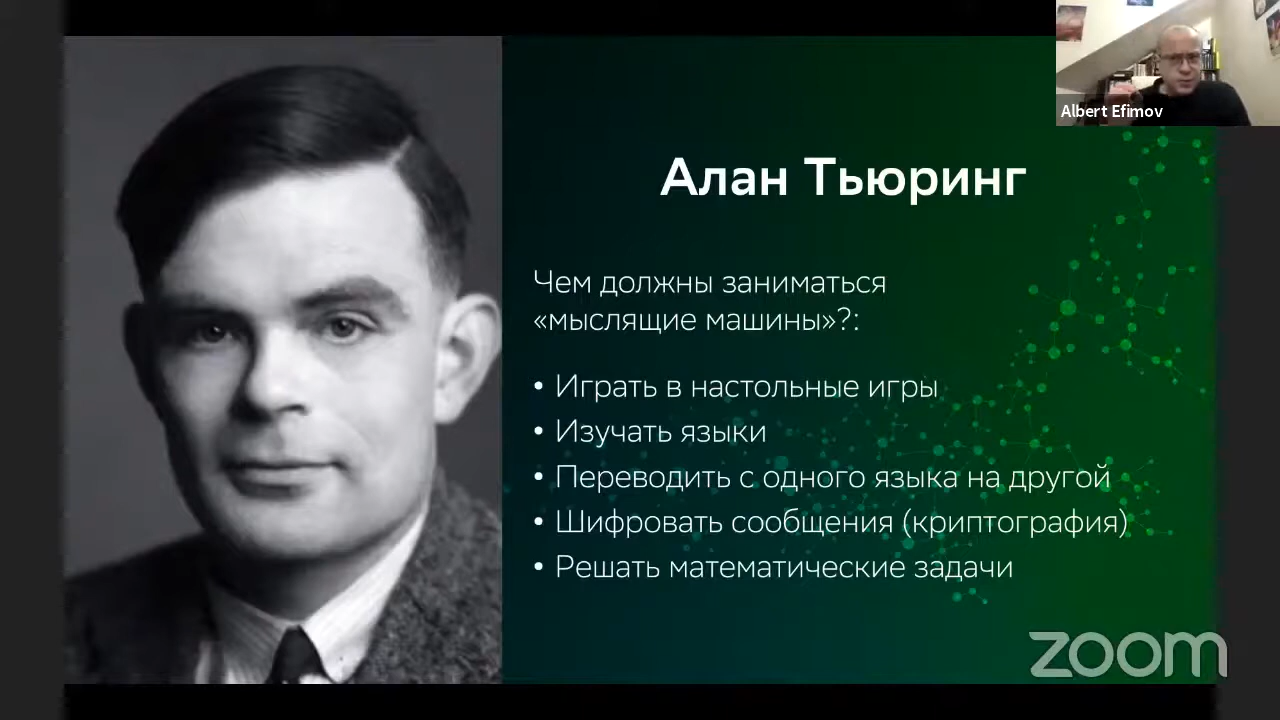 Albert Efimov
Алан Тьюринг
Чем должны заниматься
«мыслящие машины»?:
• Играть в настольные игры
• Изучать языки
• Переводить с одного языка на другой
• Шифровать сообщения (криптография)
• Решать математические задачи
zoom